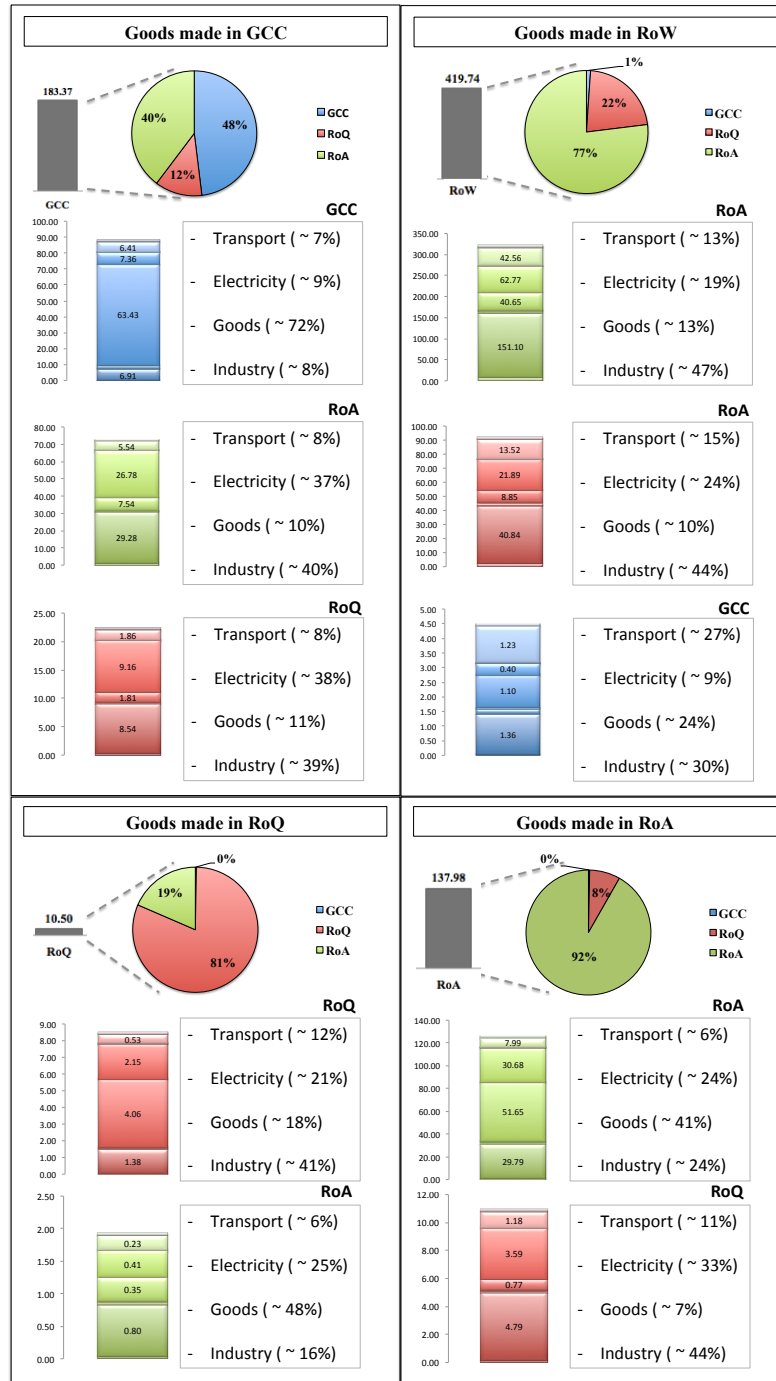 Goods made in GCC
183.37
GCC
40%
48%
12%
GCC
RoQ
RoA
GCC
100.00
90.00
80.00
70.00
60.00
50.00
40.00
30.00
20.00
10.00
0.00
6.41
7.36
63.43
6.91
- Transport ( ~ 7%)
- Electricity ( ~ 9%)
- Goods ( ~ 72%)
- Industry ( ~ 8%)
RoA
80.00
70.00
60.00
50.00
40.00
30.00
20.00
10.00
0.00
5.54
26.78
7.54
29.28
- Transport ( ~ 8%)
- Electricity ( ~ 37%)
- Goods ( ~ 10%)
- Industry ( ~ 40%)
RoQ
25.00
20.00
15.00
10.00
5.00
0.00
1.86
9.16
1.81
8.54
- Transport ( ~ 8%)
- Electricity ( ~ 38%)
- Goods ( ~ 11%)
- Industry ( ~ 39%)
Goods made in RoW
419.74
RoW
1%
22%
77%
GCC
RoQ
RoA
RoA
350.00
300.00
250.00
200.00
150.00
100.00
50.00
0.00
42.56
62.77
40.65
151.10
- Transport ( ~ 13%)
- Electricity ( ~ 19%)
- Goods ( ~ 13%)
- Industry ( ~ 47%)
RoA
100.00
90.00
80.00
70.00
60.00
50.00
40.00
30.00
20.00
10.00
0.00
13.52
21.89
8.85
40.84
- Transport ( ~ 15%)
- Electricity ( ~ 24%)
- Goods ( ~ 10%)
- Industry ( ~ 44%)
GCC
5.00
4.50
4.00
3.50
3.00
2.50
2.00
1.50
1.00
0.50
0.00
1.23
0.40
1.10
1.36
- Transport ( ~ 27%)
- Electricity ( ~ 9%)
- Goods ( ~ 24%)
- Industry ( ~ 30%)
Goods made in RoQ
10.50
RoQ
0%
19%
81%
GCC
RoQ
RoA
RoQ
9.00
8.00
7.00
6.00
5.00
4.00
3.00
2.00
1.00
0.00
0.53
2.15
4.06
1.38
- Transport ( ~ 12%)
- Electricity ( ~ 21%)
- Goods ( ~ 18%)
- Industry ( ~ 41%)
RoA
2.50
2.00
1.50
1.00
0.50
0.00
0.23
0.41
0.35
0.80
- Transport ( ~ 6%)
- Electricity ( ~ 25%)
- Goods ( ~ 48%)
- Industry ( ~ 16%)
Goods made in RoA
137.98
RoA
0%
8%
92%
GCC
RoQ
RoA
RoA
140.00
120.00
100.00
80.00
60.00
40.00
20.00
0.00
7.99
30.68
51.65
29.79
- Transport ( ~ 6%)
- Electricity ( ~ 24%)
- Goods ( ~ 41%)
- Industry ( ~ 24%)
RoQ
12.00
10.00
8.00
6.00
4.00
2.00
0.00
1.18
3.59
0.77
4.79
- Transport ( ~ 11%)
- Electricity ( ~ 33%)
- Goods ( ~ 7%)
- Industry ( ~ 44%)